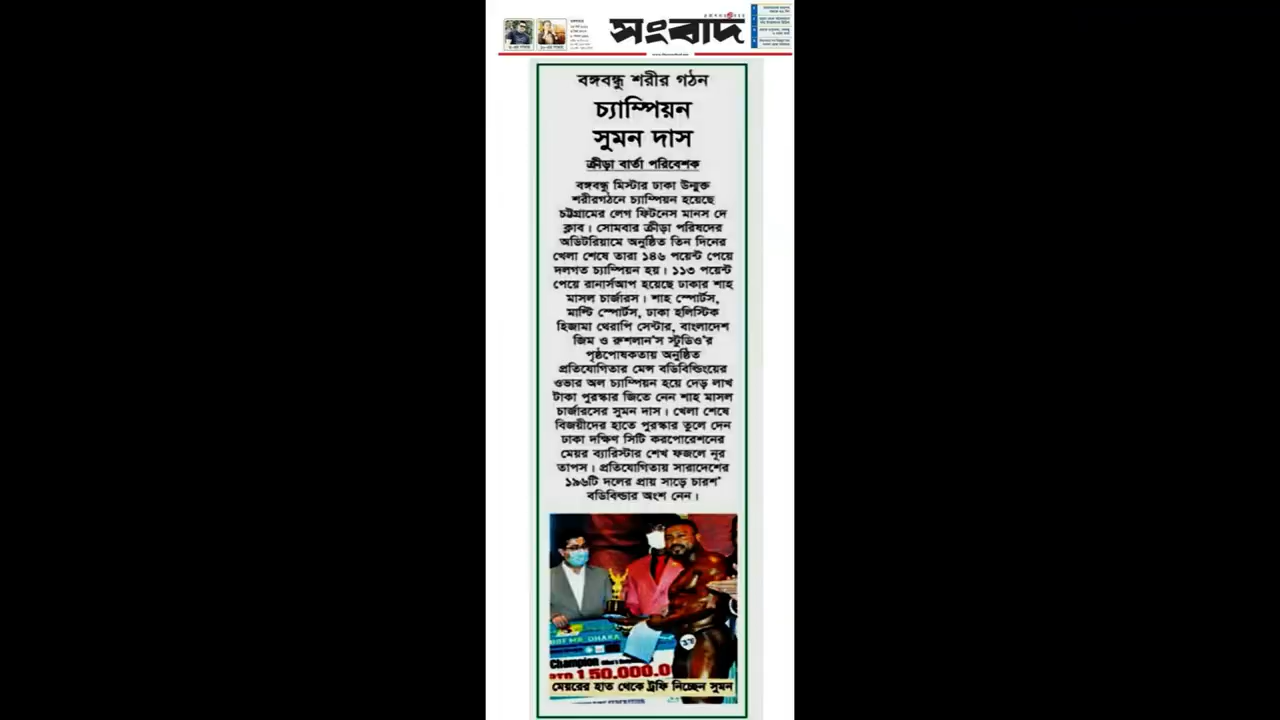 সংবাদ
বঙ্গবন্ধু শরীর গঠন
চ্যাম্পিয়ন
সুমন দাস
ক্রীড়া বার্তা পরিবেশক
বঙ্গবন্ধু মিস্টার ঢাকা উন্মুক্ত
শরীরগঠনে চ্যাম্পিয়ন হয়েছে
চট্টগ্রামের লেগ ফিটনেস মানস দে
ক্লাব। সোমবার ক্রীড়া পরিষদের
অডিটরিয়ামে অনুষ্ঠিত তিন দিনের
খেলা শেষে তারা ১৪৬ পয়েন্ট পেয়ে
দলগত চ্যাম্পিয়ন হয়। ১১৩ পয়েন্ট
পেয়ে রানার্সআপ হয়েছে ঢাকার শাহ
মাসল চার্জারস। শাহ স্পোর্টস,
মাল্টি স্পোর্টস, ঢাকা হলিস্টিক
হিজামা থেরাপি সেন্টার, বাংলাদেশ
জিম ও রুশলান'স স্টুডিও'র
পৃষ্ঠপোষকতায় অনুষ্ঠিত
প্রতিযোগিতার মেন্স বডিবিল্ডিংয়ের
ওভার অল চ্যাম্পিয়ন হয়ে দেড় লাখ
টাকা পুরস্কার জিতে নেন শাহ মাসল
চার্জারসের সুমন দাস। খেলা শেষে
বিজয়ীদের হাতে পুরস্কার তুলে দেন
ঢাকা দক্ষিণ সিটি করপোরেশনের
মেয়র ব্যারিস্টার শেখ ফজলে নূর
তাপস। প্রতিযোগিতায় সারাদেশের
১৯৬টি দলের প্রায় সাড়ে চারশ'
বডিবিল্ডার অংশ নেন।
MR. DHAKA
Champion
1,50,000.0
মেয়রের হাত থেকে ট্রফি নিচ্ছেন সুমন